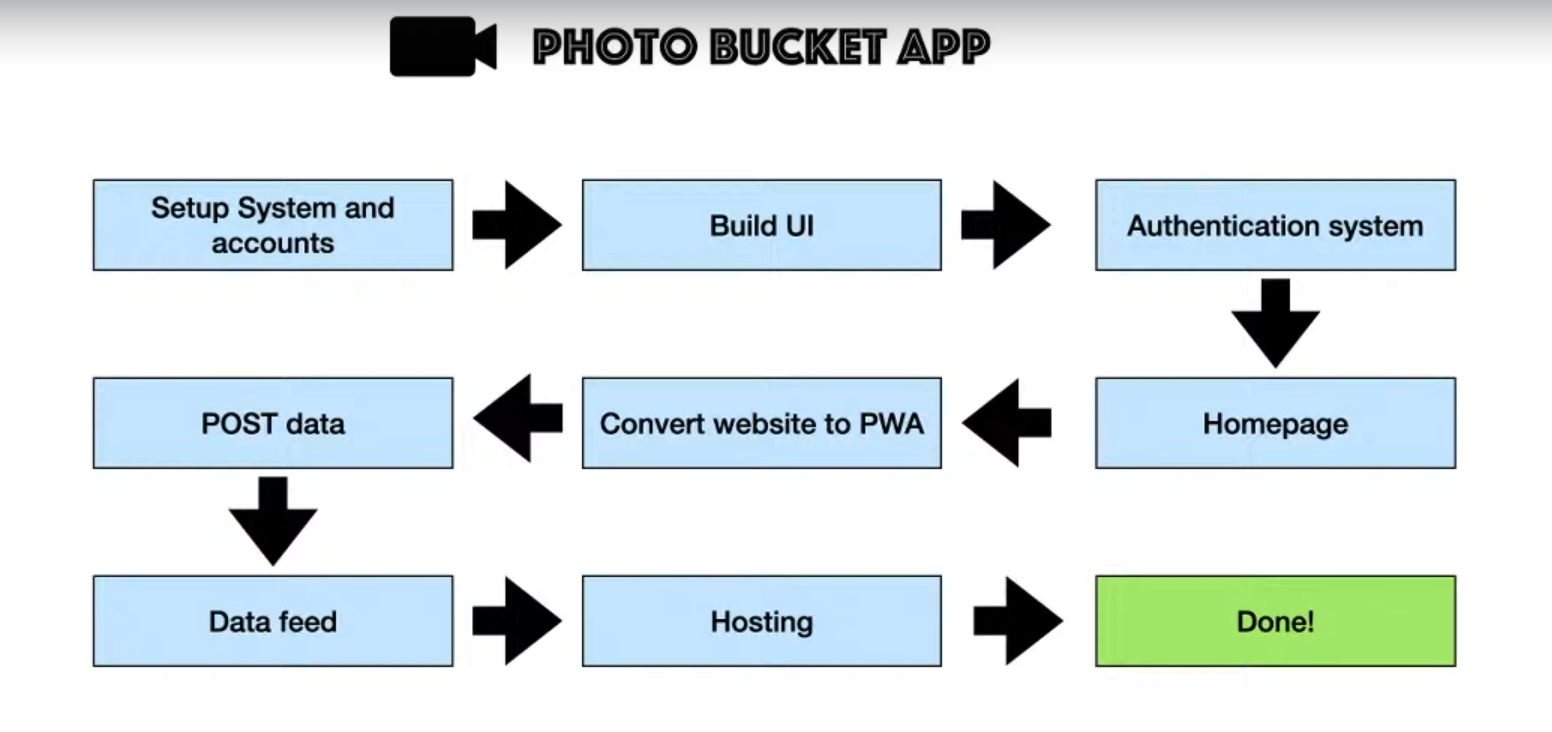 PHOTO BUCKET APP
Setup System and
accounts
Build UI
Authentication system
Homepage
Convert website to PWA
POST data
Data feed
Hosting
Done!